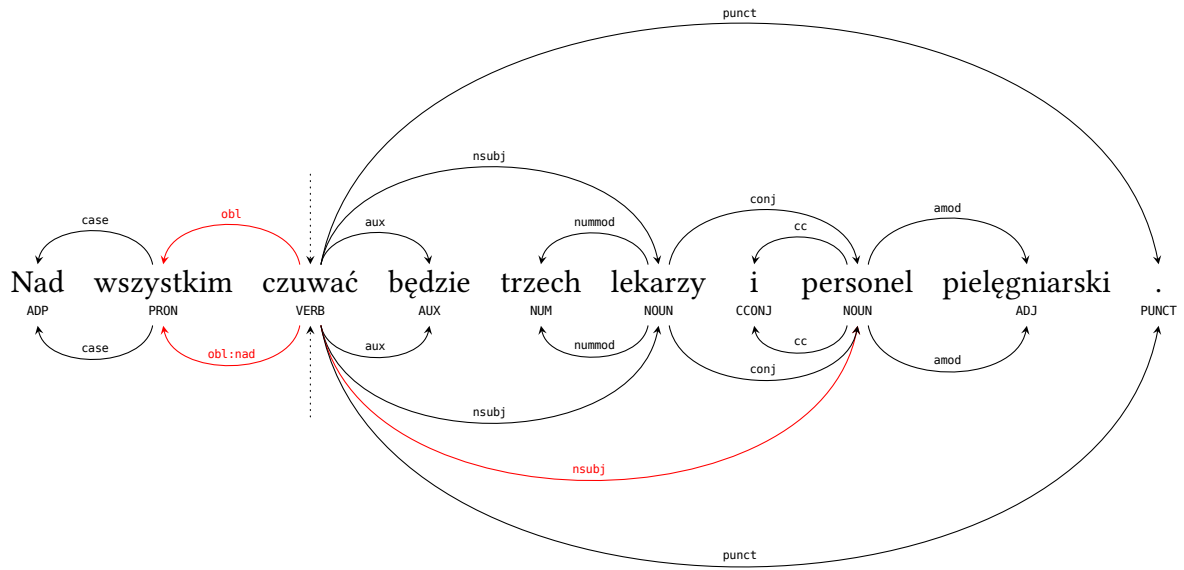 punct
nsubj
conj
amod
case
obl
aux
nummod
cc
Nad wszystkim czuwać będzie trzech lekarzy i personel pielęgniarski .
ADP PRON VERB AUX NUM NOUN CCONJ NOUN ADJ PUNCT
case
obl:nad
aux
nummod
cc
conj
amod
nsubj
nsubj
punct